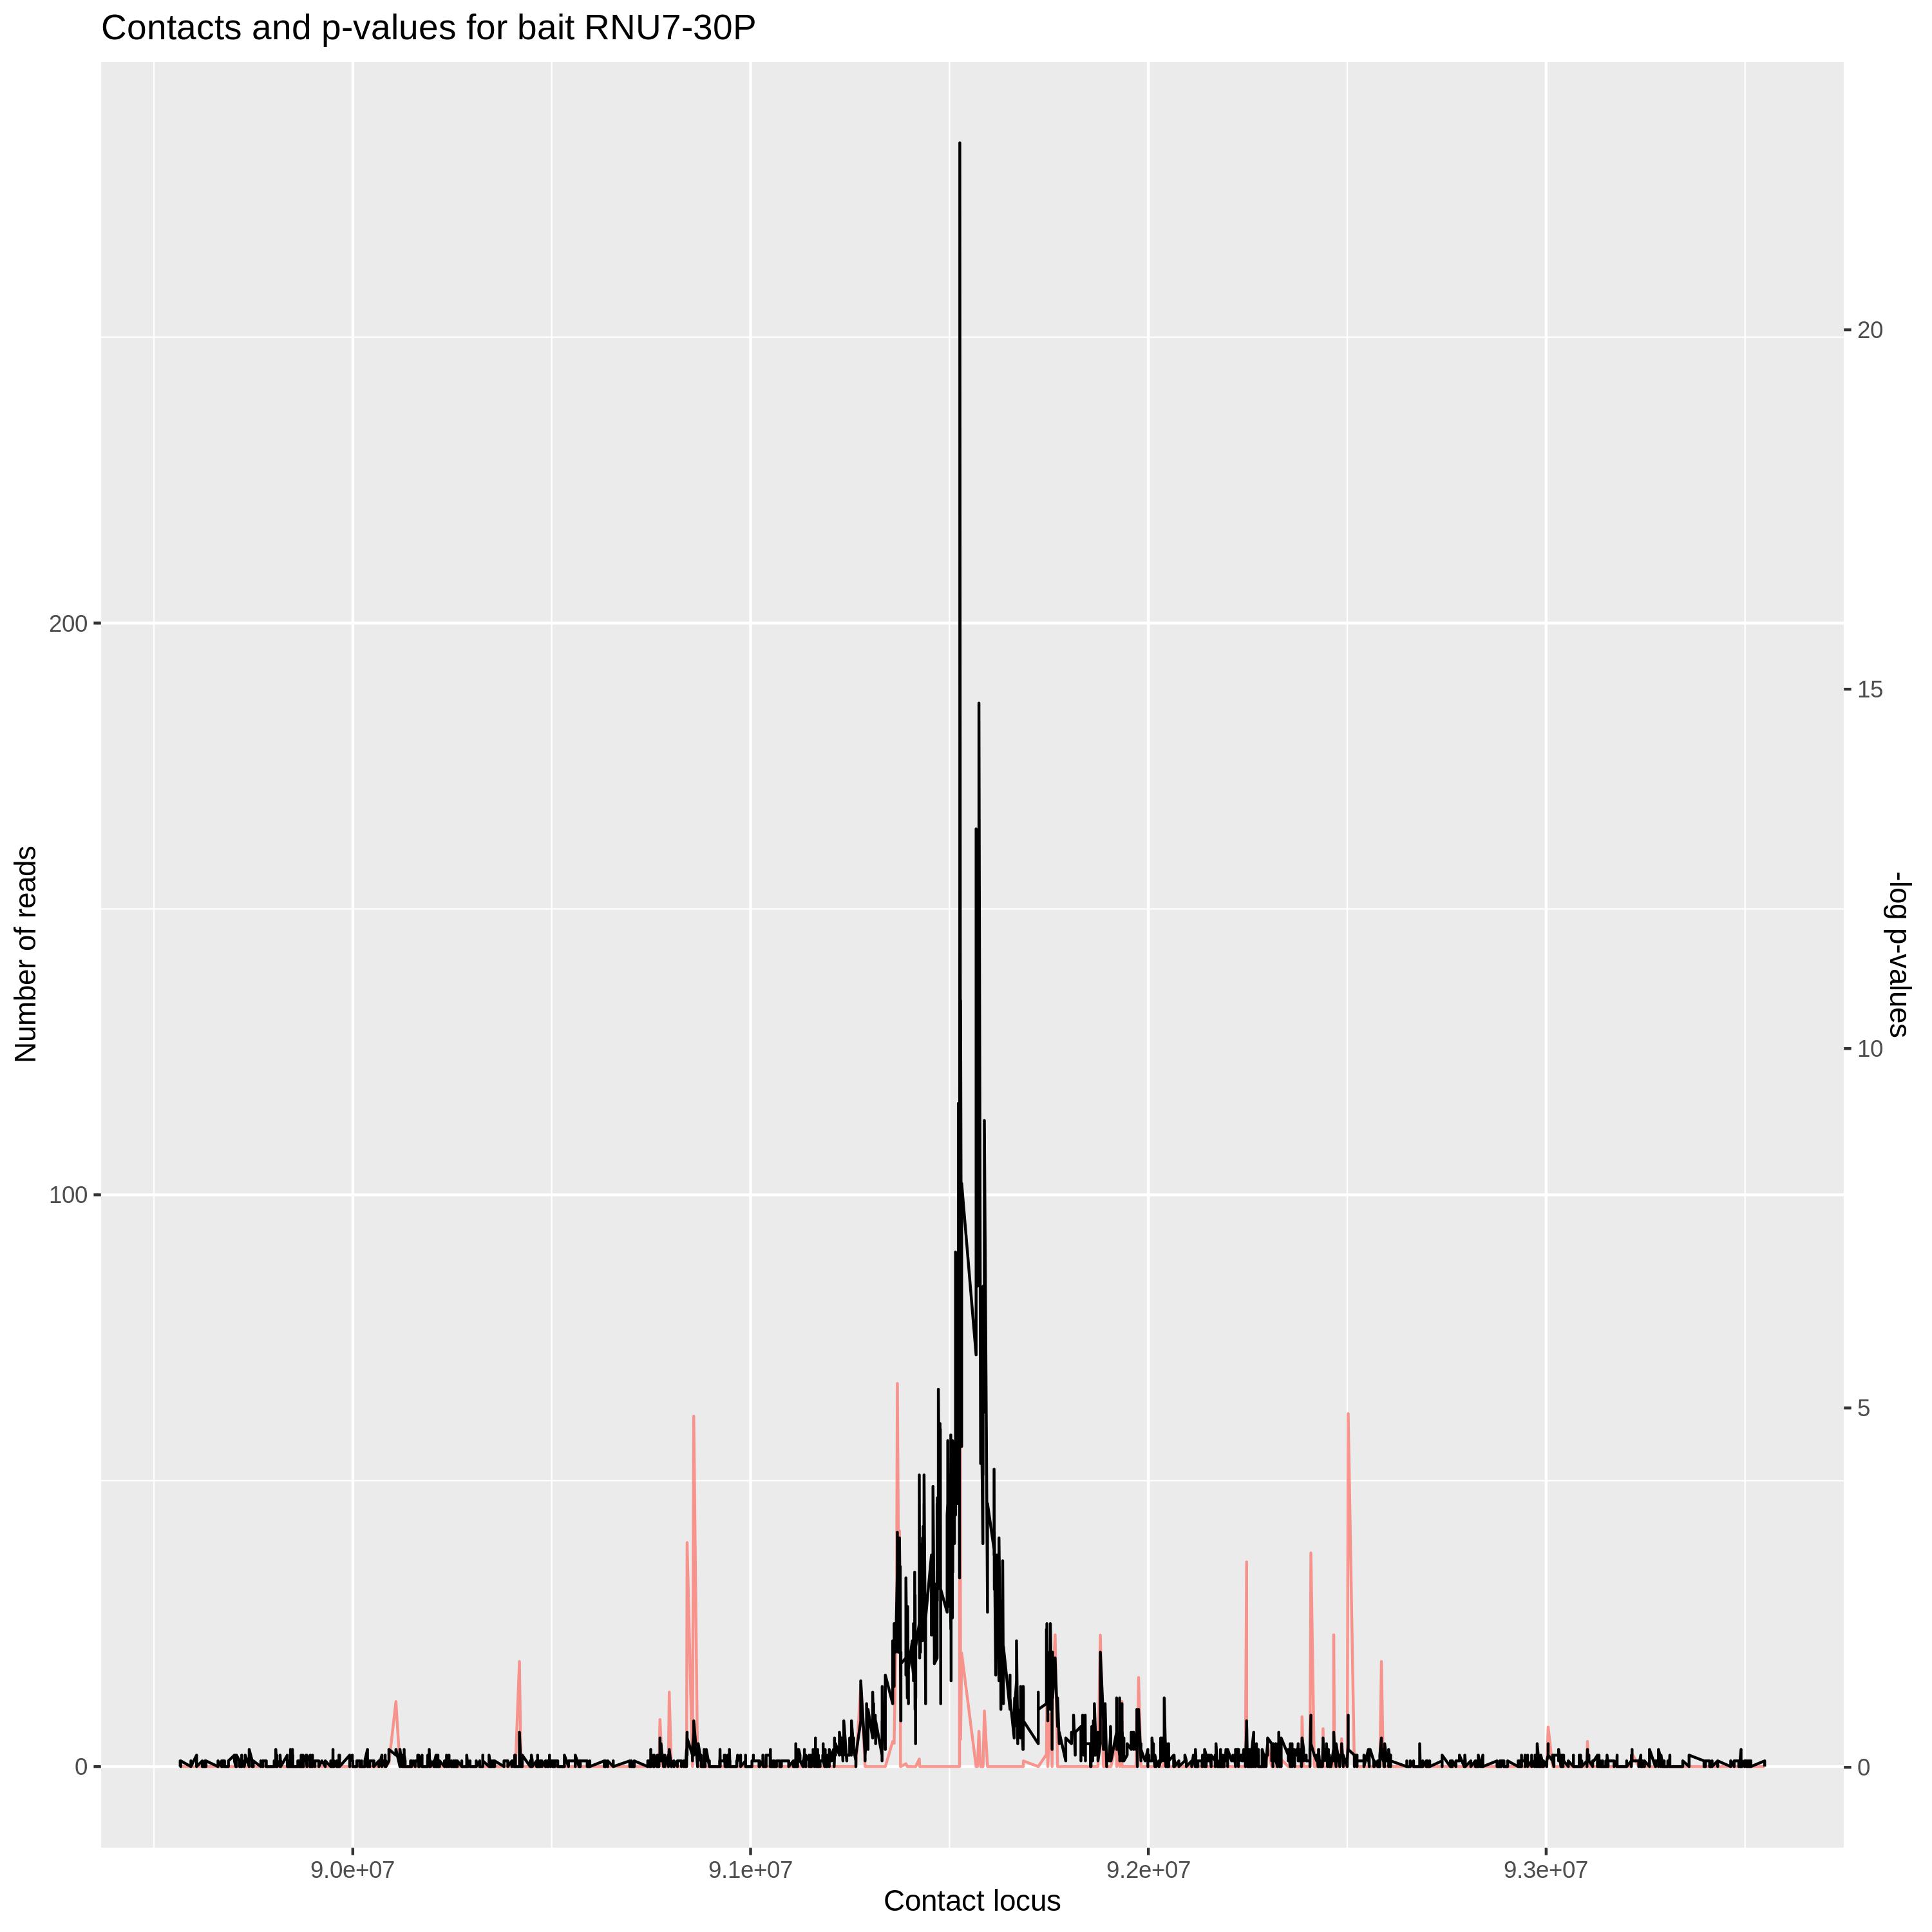 Contacts and p-values for bait RNU7-30P
Number of reads
200
100
0
20
15
10
5
0
-log p-values
9.0e+07
9.1e+07
9.2e+07
9.3e+07
Contact locus